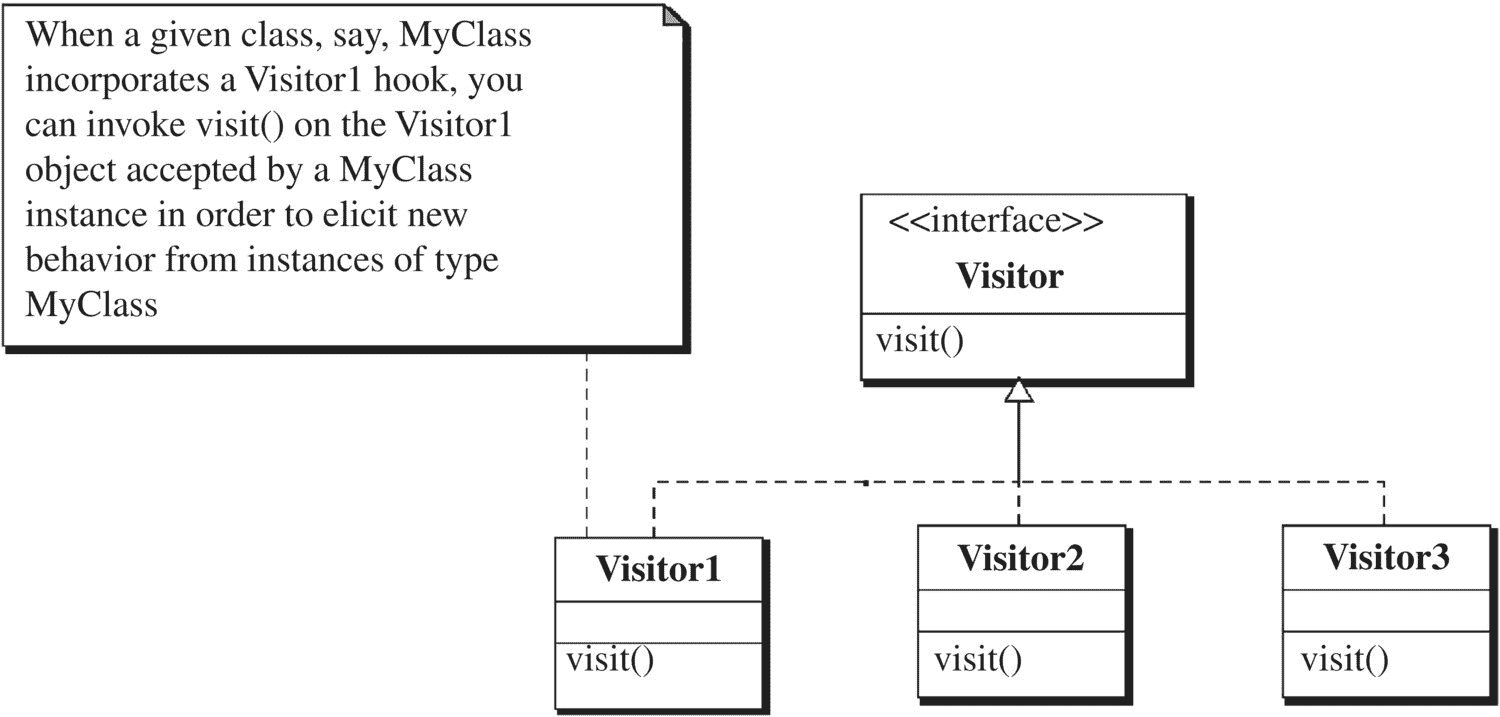 When a given class, say, MyClass
incorporates a Visitor1 hook, you
can invoke visit() on the Visitor1
object accepted by a MyClass
instance in order to elicit new
behavior from instances of type
MyClass
<<interface>>
Visitor
visit()
Visitor1
visit()
Visitor2
visit()
Visitor3
visit()